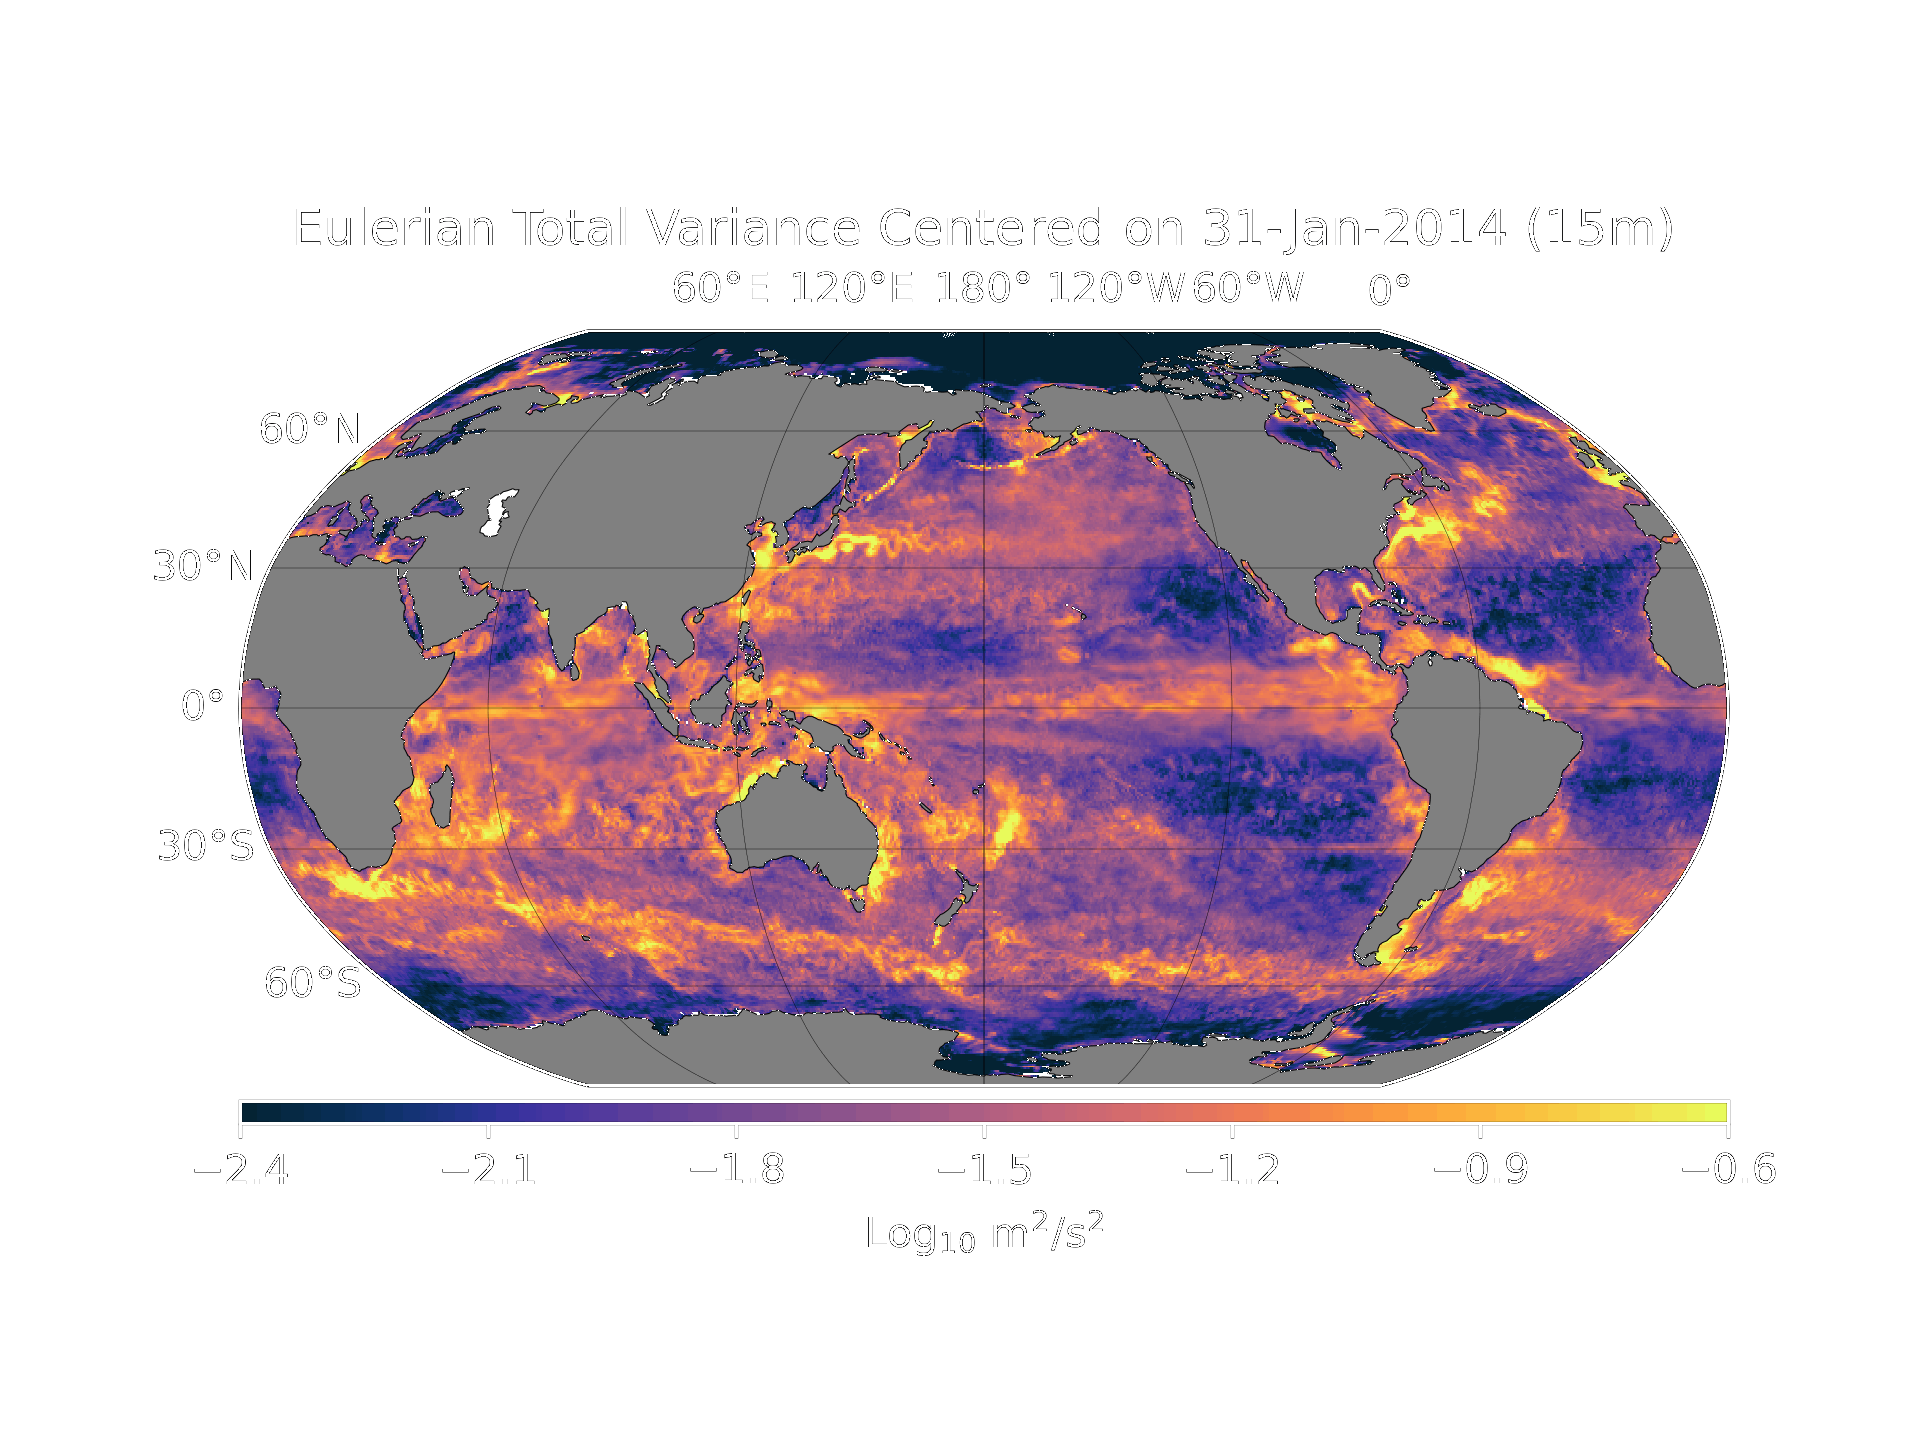 Eulerian Total Variance Centered on 31-Jan-2014 (15m)
60°E 120°E 180° 120°W 60°W 0°
60°N
30°N
0°
30°S
60°S
−2.4 −2.1 −1.8 −1.5 −1.2 −0.9 −0.6
Log₁₀ m²/s²